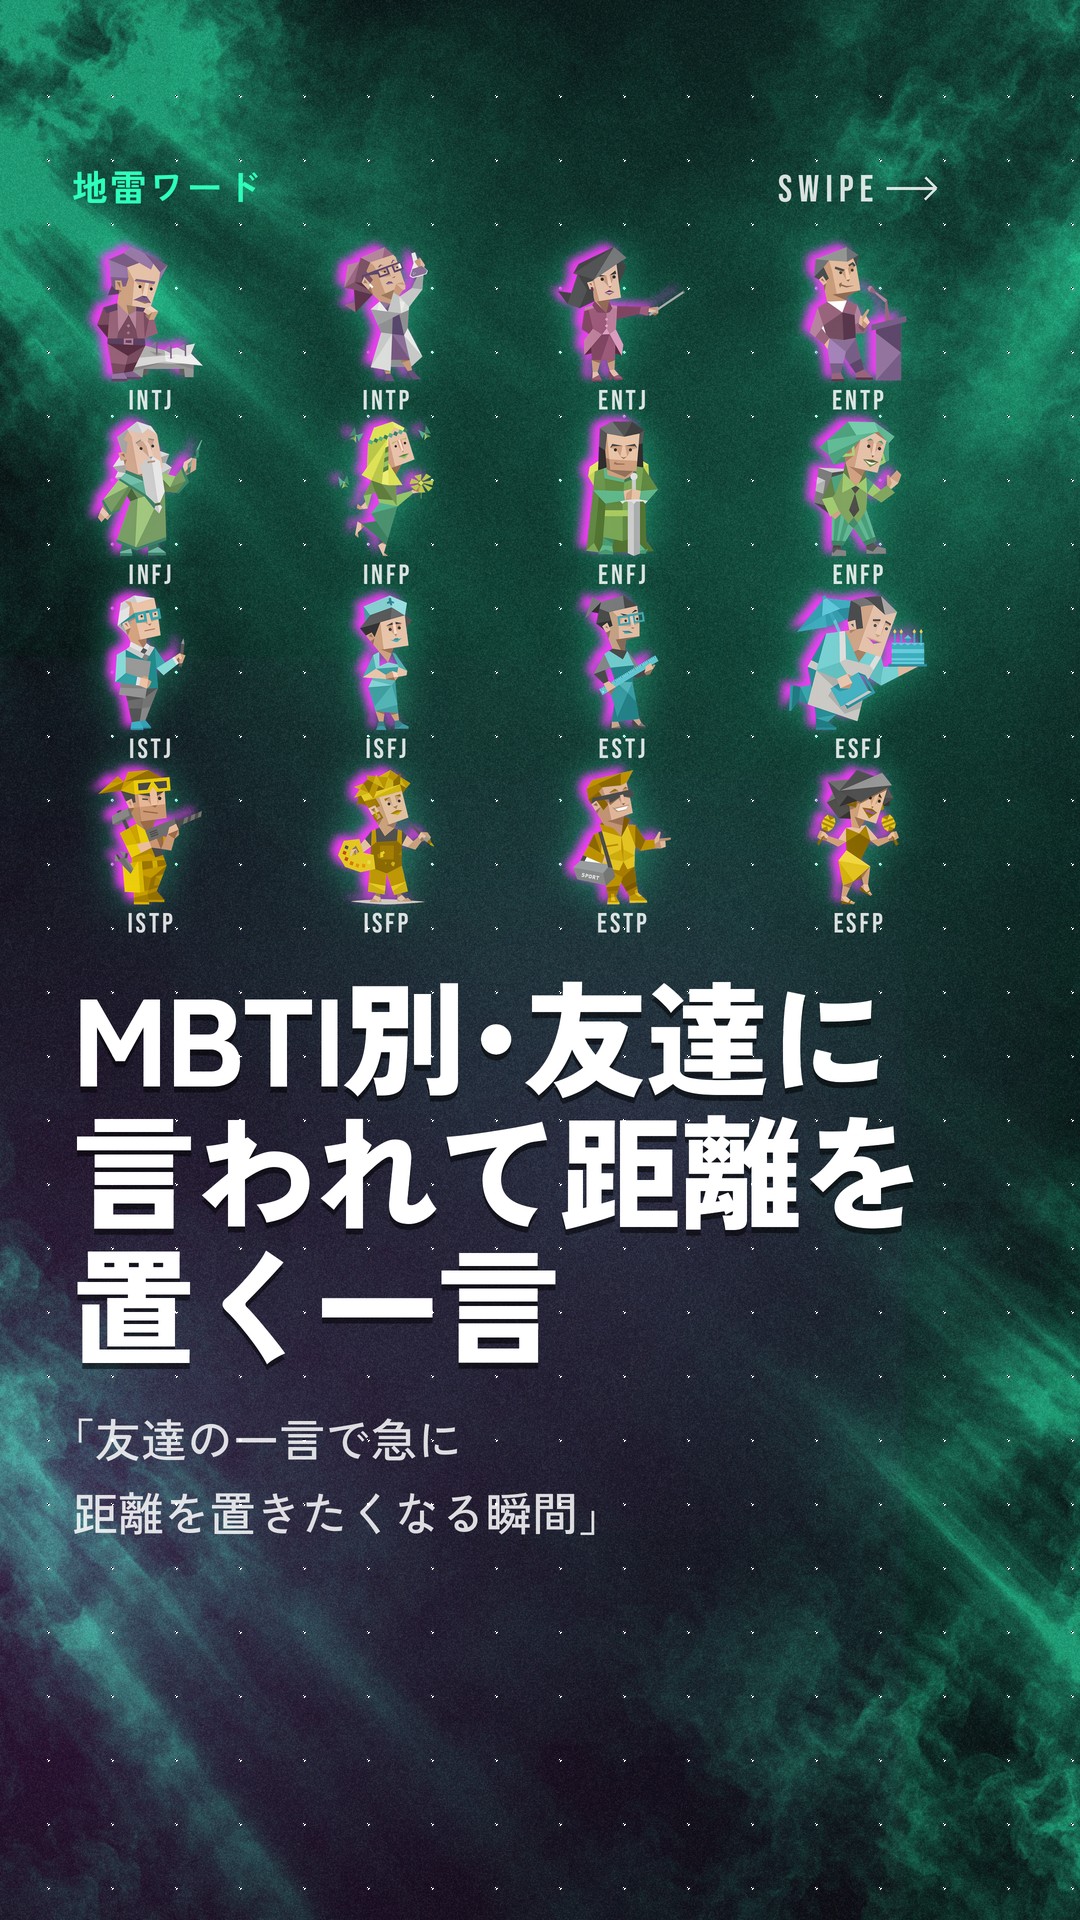 地雷ワード
SWIPE →
INTJ INTP ENTJ ENTP
INFJ INFP ENFJ ENFP
ISTJ ISFJ ESTJ ESFJ
SPORT
ISTP ISFP ESTP ESFP
MBTI別・友達に
言われて距離を
置く一言
「友達の一言で急に
距離を置きたくなる瞬間」